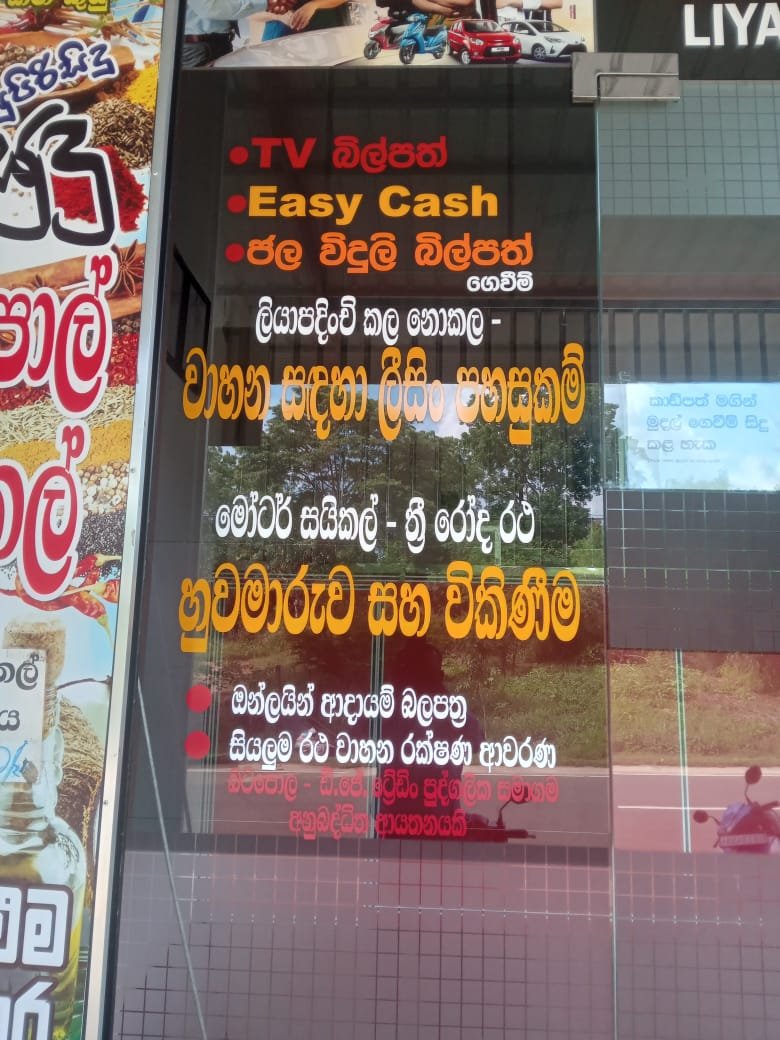 LIYA
පිරිසිදු
•TV බිල්පත්
•Easy Cash
•ජල විදුලි බිල්පත්
ගෙවීම්
ලියාපදිංචි කල නොකල -
වාහන සඳහා ලීසිං පහසුකම්
කාඩ්පත් මගින්
මුදල් ගෙවීම් සිදු
කළ හැක
මෝටර් සයිකල් - ත්‍රී රෝද රථ
හුවමාරුව සහ විකිණීම
• ඔන්ලයින් ආදායම් බලපත්‍ර
• සියලුම රථ වාහන රක්ෂණ ආවරණ
බටපොල - ඩී.ජේ. ට්‍රේඩිං පුද්ගලික සමාගම
අනුබද්ධිත ආයතනයකි